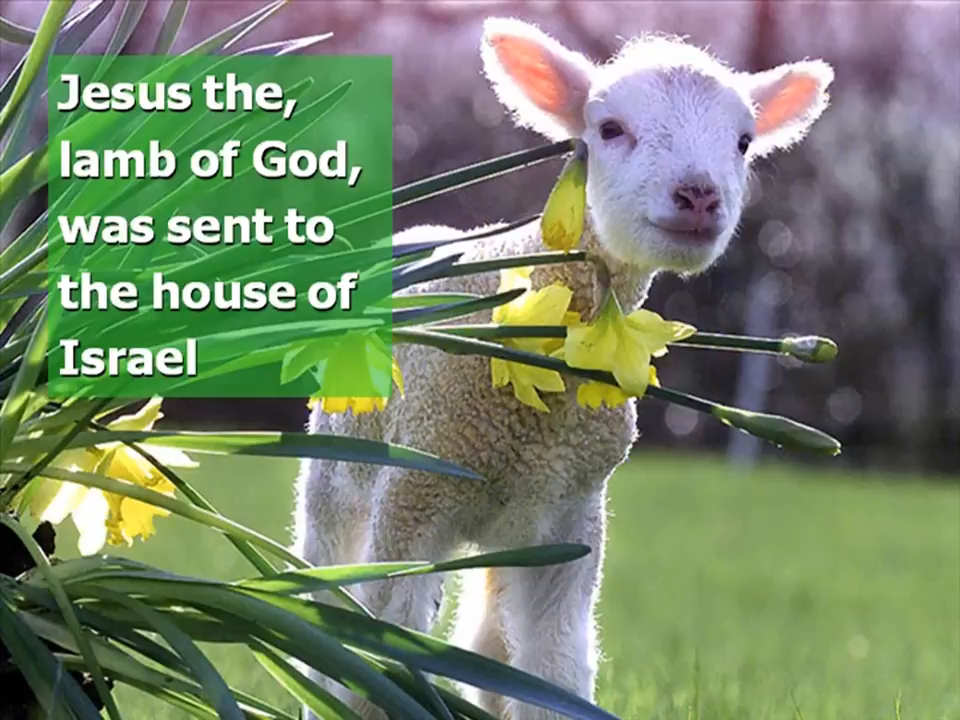 Jesus the,
lamb of God,
was sent to
the house of
Israel